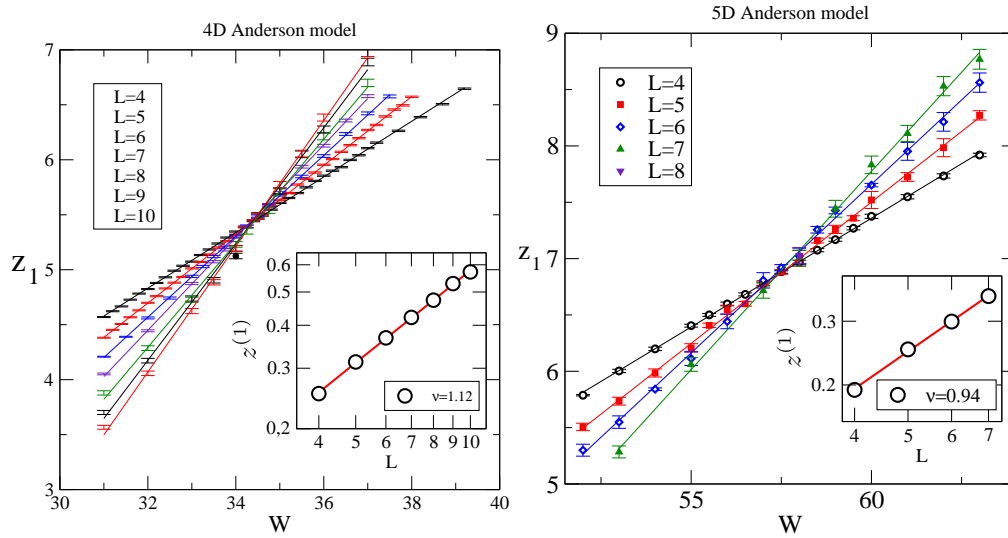 4D Anderson model
7
6
5
4
3
z1
30
32
34
36
38
40
W
L=4
L=5
L=6
L=7
L=8
L=9
L=10
0.6
0.5
0.4
0.3
0,2
z(1)
4
5
6
7
8
9
10
L
ν=1.12
5D Anderson model
9
8
7
6
5
z1
55
60
W
L=4
L=5
L=6
L=7
L=8
0.3
0.2
z(1)
4
5
6
7
L
ν=0.94